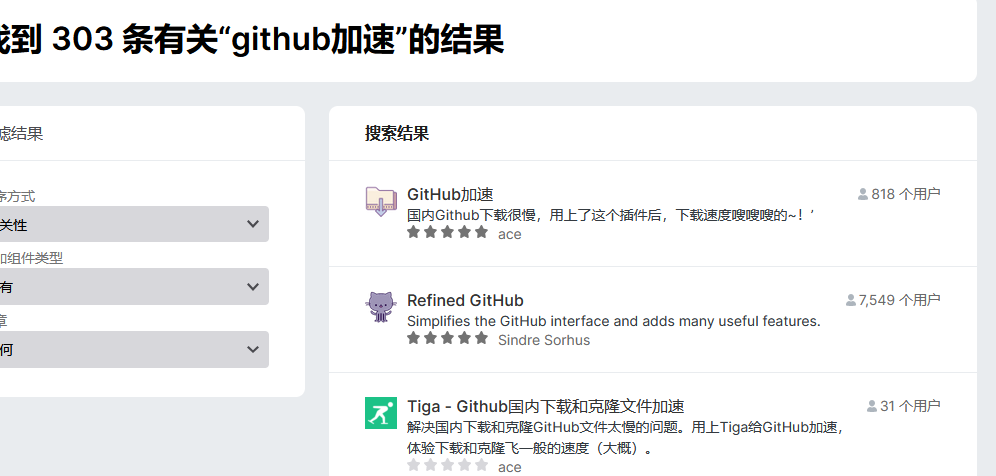 到 303 条有关“github加速”的结果
滤结果
序方式
关性
加组件类型
有
章
何
搜索结果
GitHub加速
818 个用户
国内Github下载很慢，用上了这个插件后，下载速度嗖嗖嗖的~！’
ace
Refined GitHub
7,549 个用户
Simplifies the GitHub interface and adds many useful features.
Sindre Sorhus
Tiga - Github国内下载和克隆文件加速
31 个用户
解决国内下载和克隆GitHub文件太慢的问题。用上Tiga给GitHub加速，
体验下载和克隆飞一般的速度（大概）。
ace